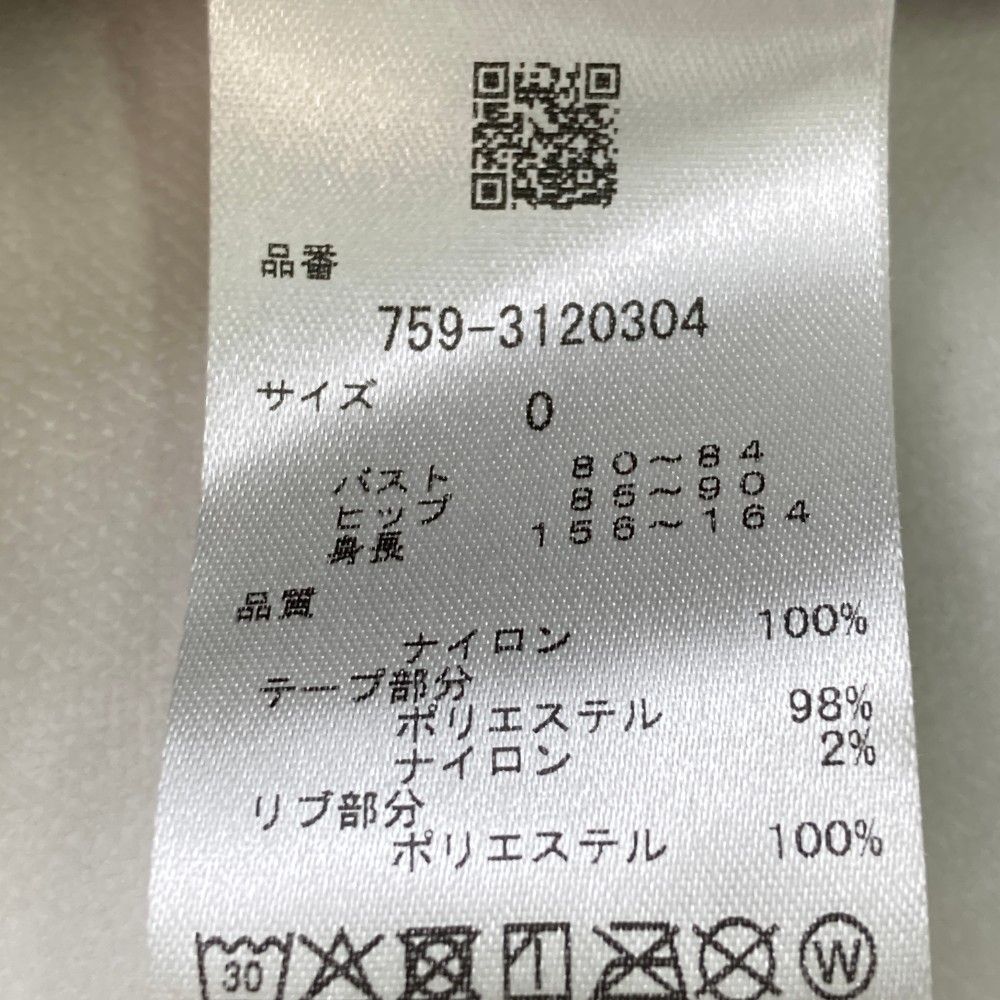 品番
759-3120304
サイズ 0
バスト 80～84
ヒップ 86～90
身長 156～164
品質
ナイロン 100%
テープ部分
ポリエステル 98%
ナイロン 2%
リブ部分
ポリエステル 100%
30 W